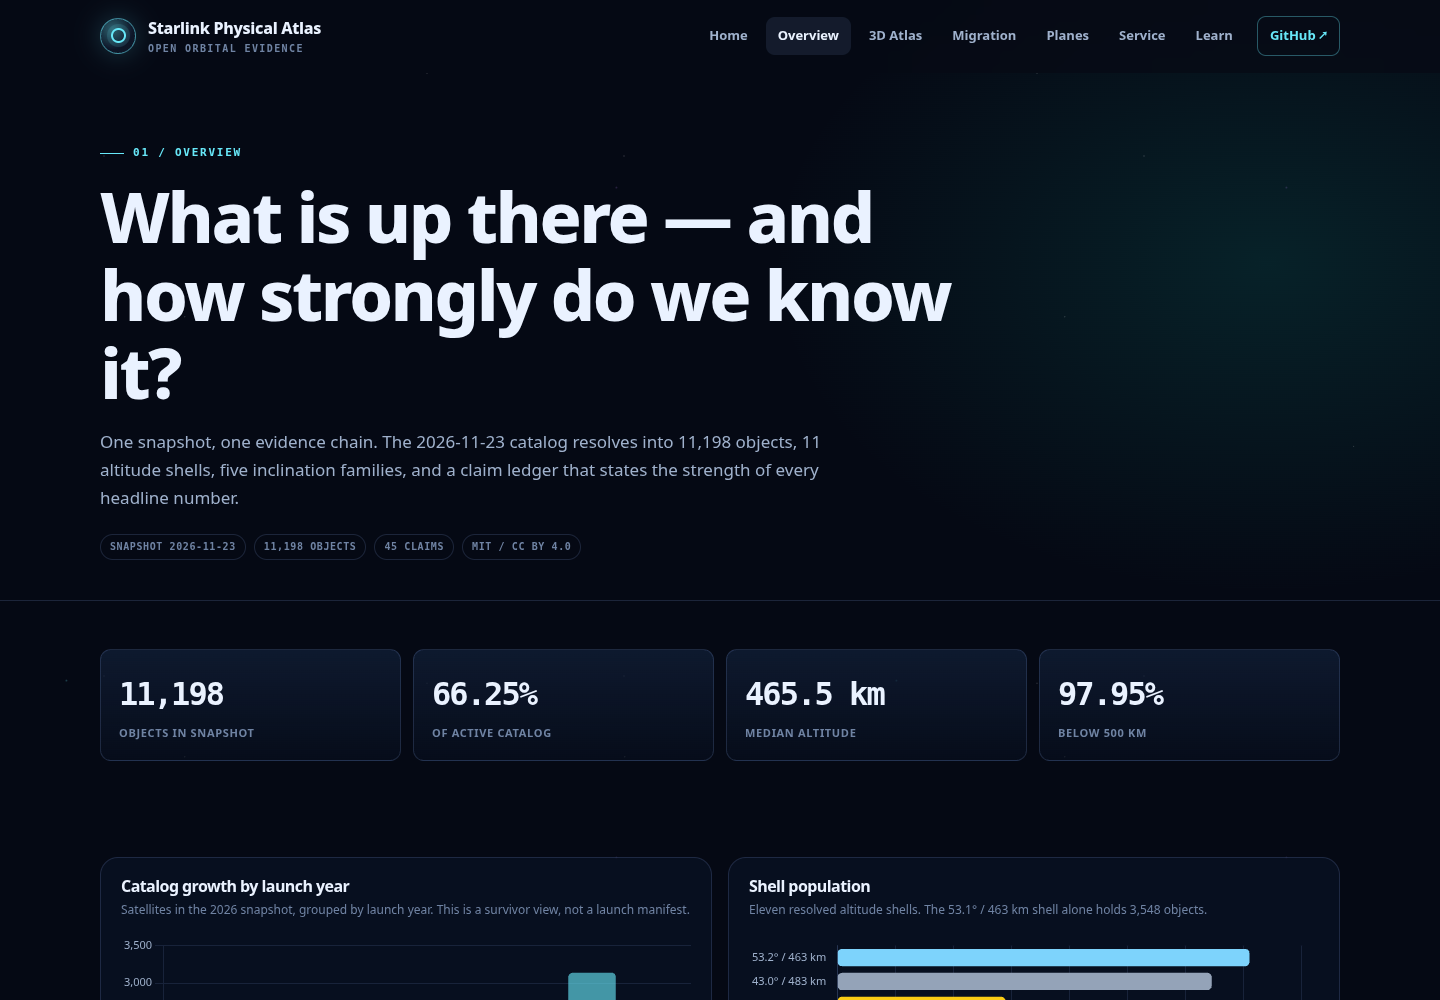 Starlink Physical Atlas
OPEN ORBITAL EVIDENCE
Home
Overview
3D Atlas
Migration
Planes
Service
Learn
GitHub ↗
01 / OVERVIEW
What is up there — and
how strongly do we know
it?
One snapshot, one evidence chain. The 2026-11-23 catalog resolves into 11,198 objects, 11
altitude shells, five inclination families, and a claim ledger that states the strength of every
headline number.
SNAPSHOT 2026-11-23
11,198 OBJECTS
45 CLAIMS
MIT / CC BY 4.0
11,198
OBJECTS IN SNAPSHOT
66.25%
OF ACTIVE CATALOG
465.5 km
MEDIAN ALTITUDE
97.95%
BELOW 500 KM
Catalog growth by launch year
Satellites in the 2026 snapshot, grouped by launch year. This is a survivor view, not a launch manifest.
3,500
3,000
Shell population
Eleven resolved altitude shells. The 53.1° / 463 km shell alone holds 3,548 objects.
53.2° / 463 km
43.0° / 483 km